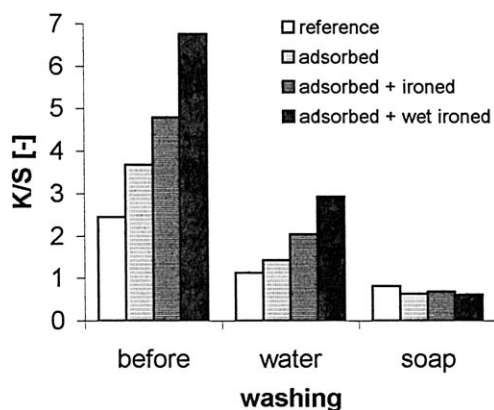 7
6
5
4
3
2
1
0
K/S [-]
reference
adsorbed
adsorbed + ironed
adsorbed + wet ironed
before water soap
washing